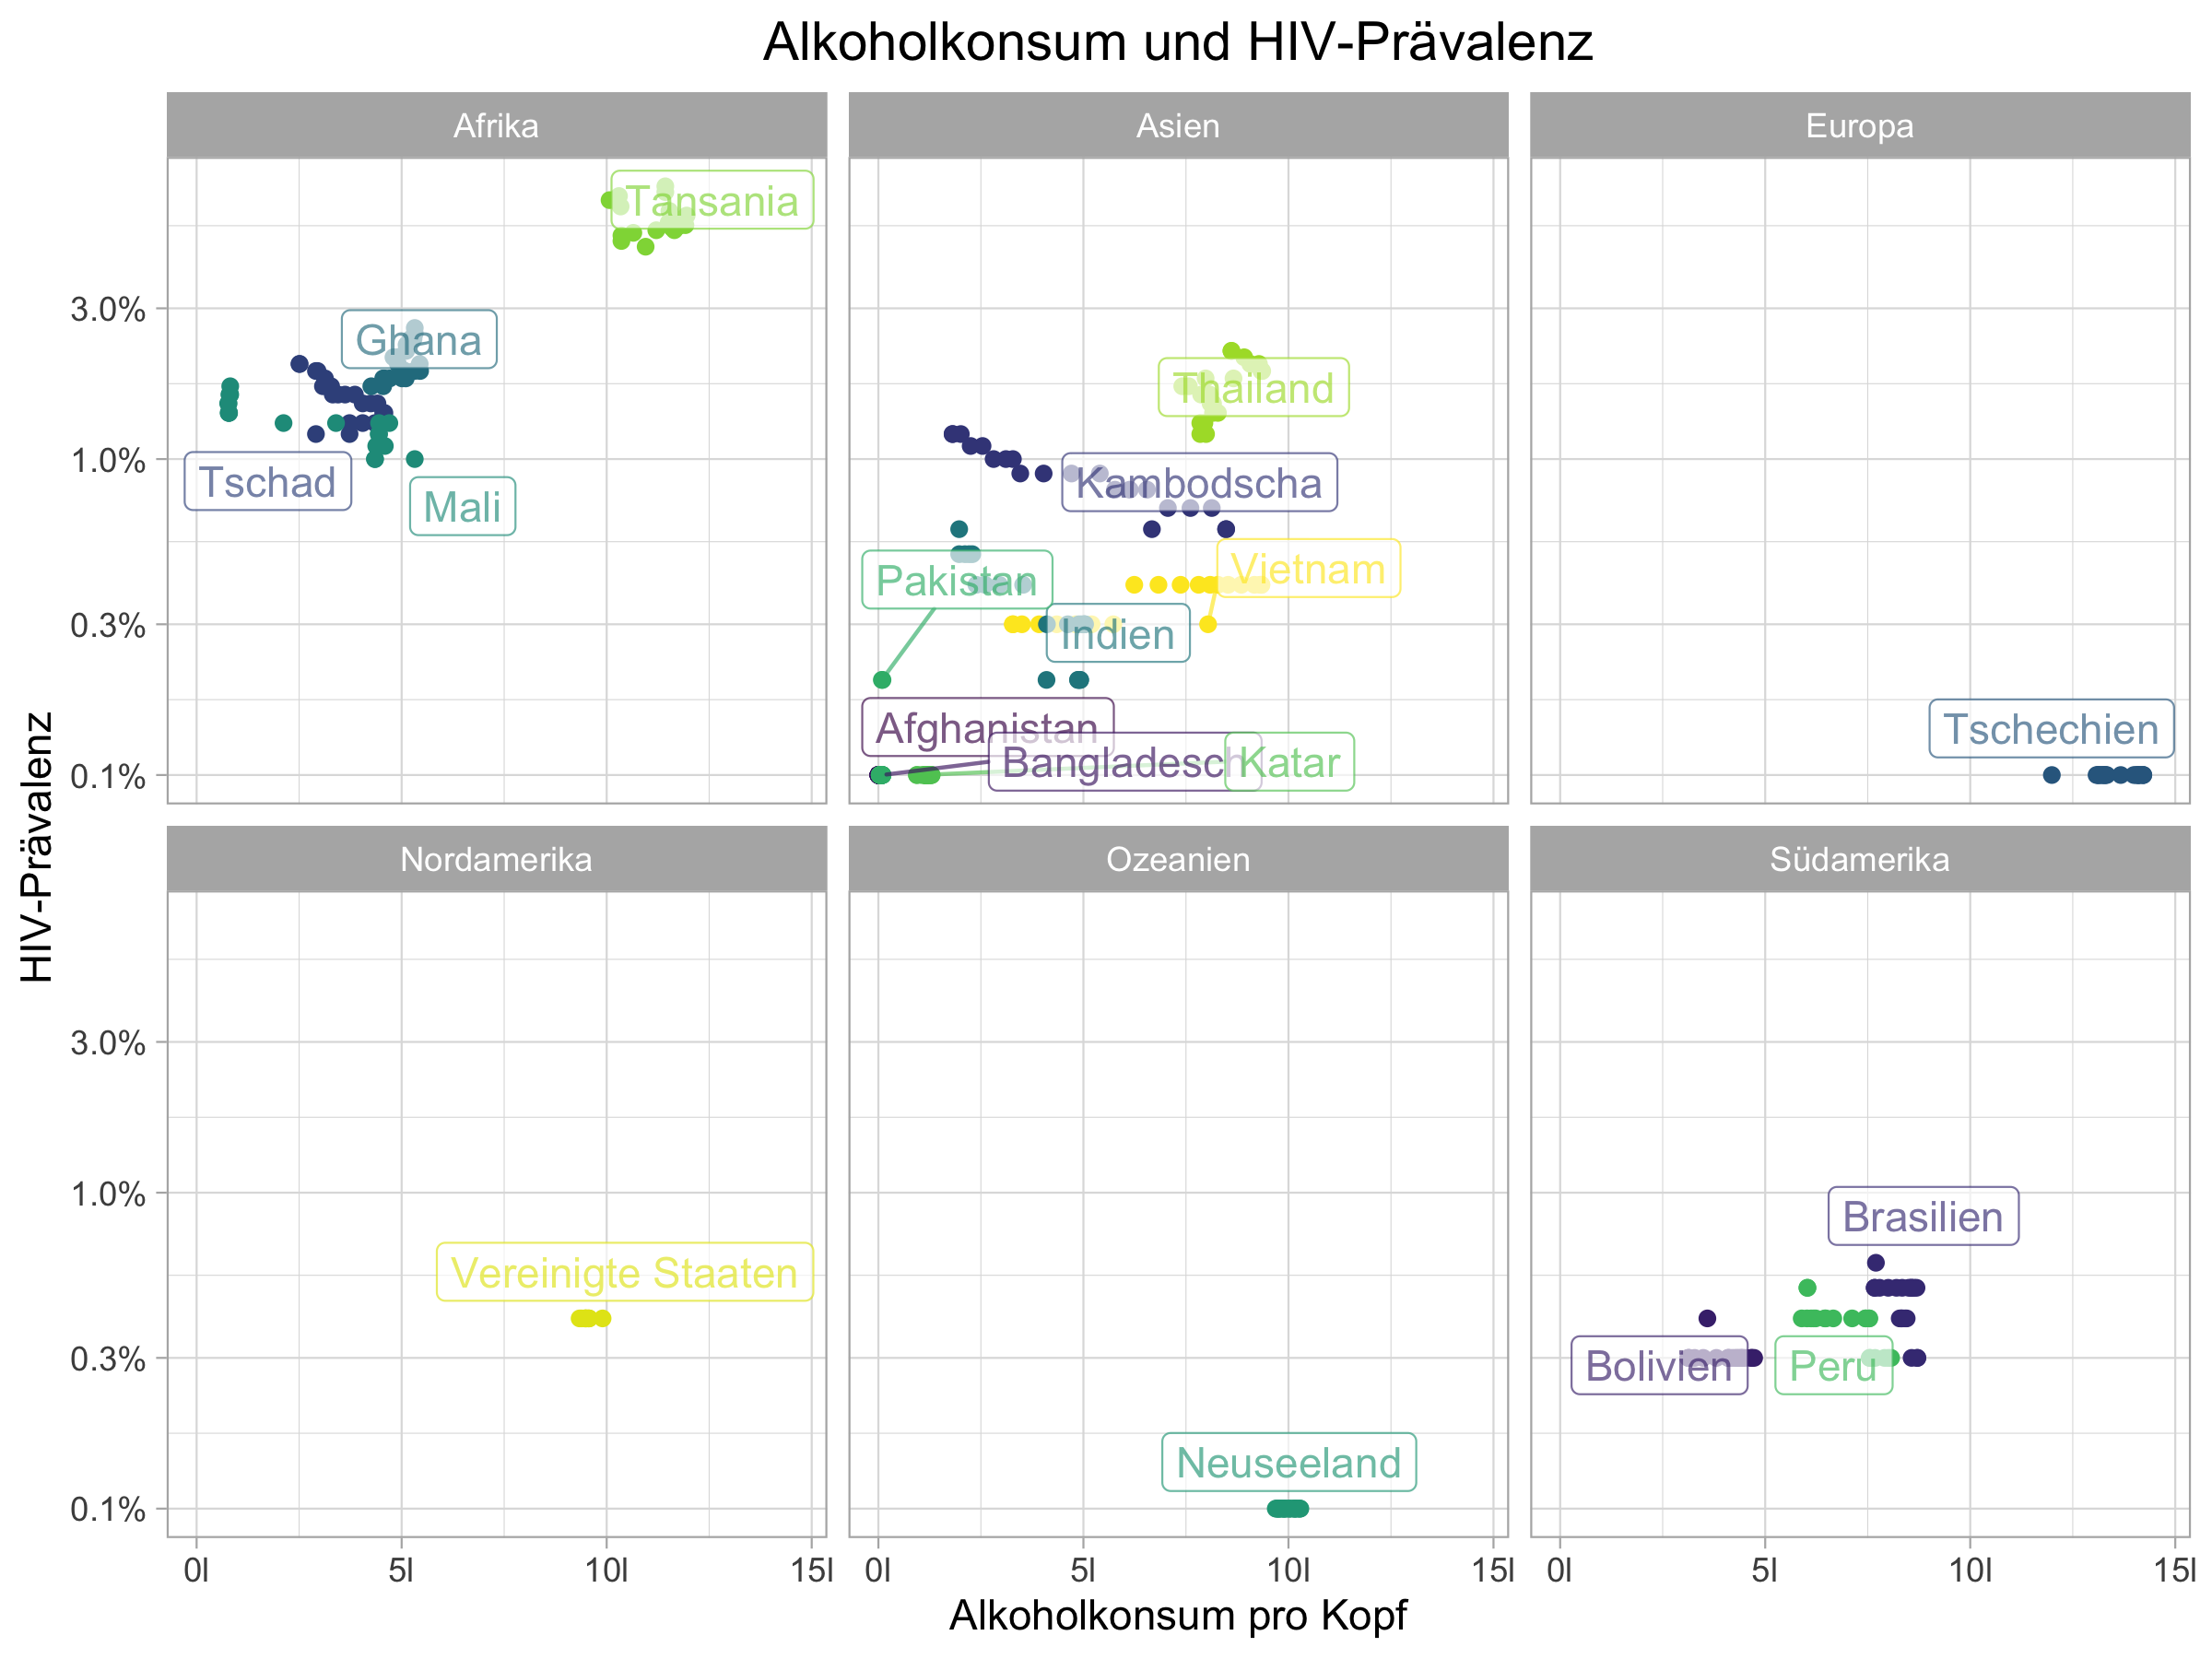 Alkoholkonsum und HIV-Prävalenz
Afrika
Asien
Europa
Tansania
Ghana
Tschad
Mali
Thailand
Kambodscha
Vietnam
Pakistan
Indien
Afghanistan
Bangladesch
Katar
Tschechien
3.0%
1.0%
0.3%
0.1%
HIV-Prävalenz
Nordamerika
Ozeanien
Südamerika
Vereinigte Staaten
Neuseeland
Brasilien
Bolivien
Peru
3.0%
1.0%
0.3%
0.1%
0l 5l 10l 15l 0l 5l 10l 15l 0l 5l 10l 15l
Alkoholkonsum pro Kopf